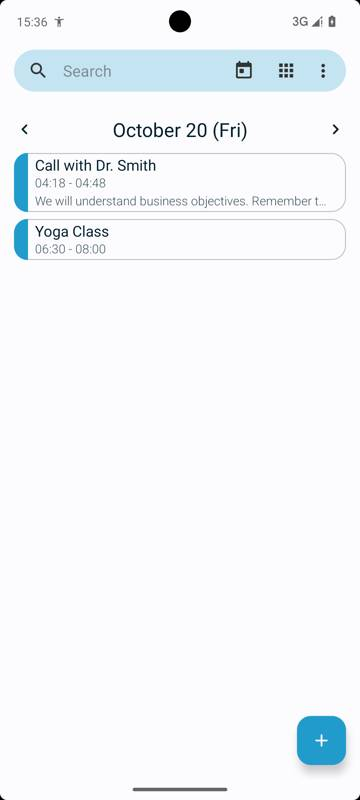 15:36
3G
Search
October 20 (Fri)
Call with Dr. Smith
04:18 - 04:48
We will understand business objectives. Remember t...
Yoga Class
06:30 - 08:00